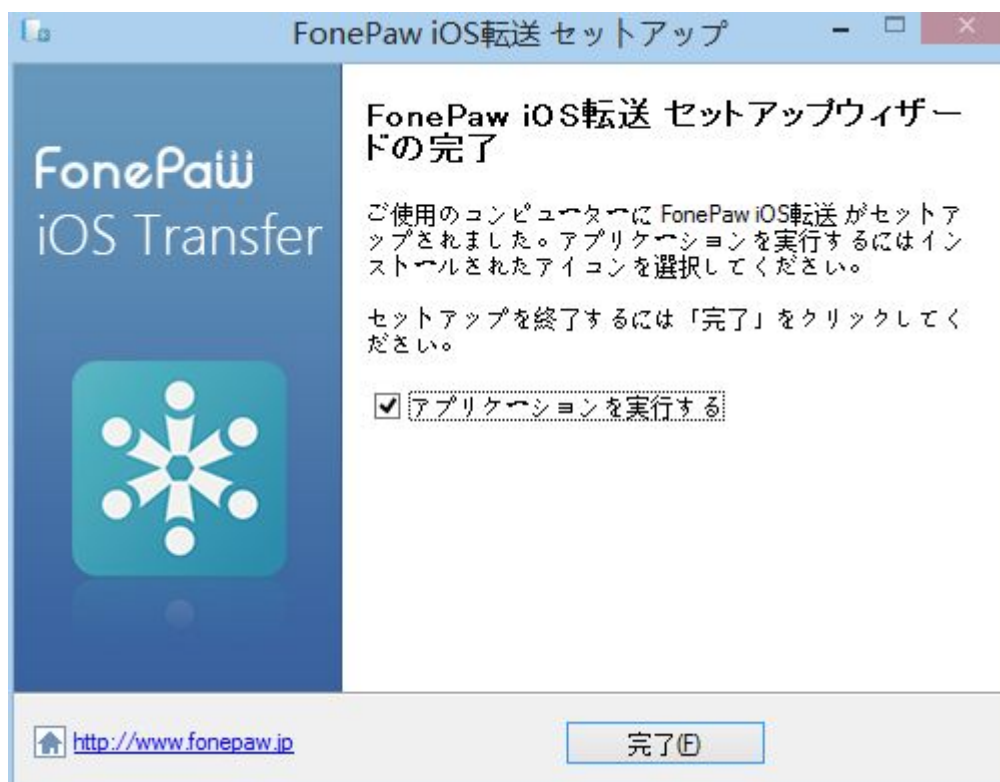 FonePaw iOS転送 セットアップ
FonePaw
iOS Transfer
FonePaw iOS転送 セットアップウィザー
ドの完了
ご使用のコンピューターに FonePaw iOS転送 がセットア
ップされました。アプリケーションを実行するにはイン
ストールされたアイコンを選択してください。
セットアップを終了するには「完了」をクリックしてく
ださい。
アプリケーションを実行する
http://www.fonepaw.jp
完了(F)